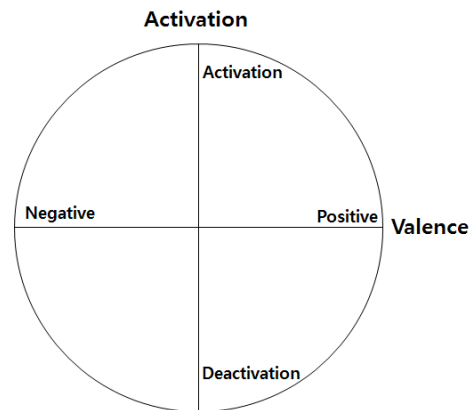 Activation
Activation
Negative
Positive
Valence
Deactivation